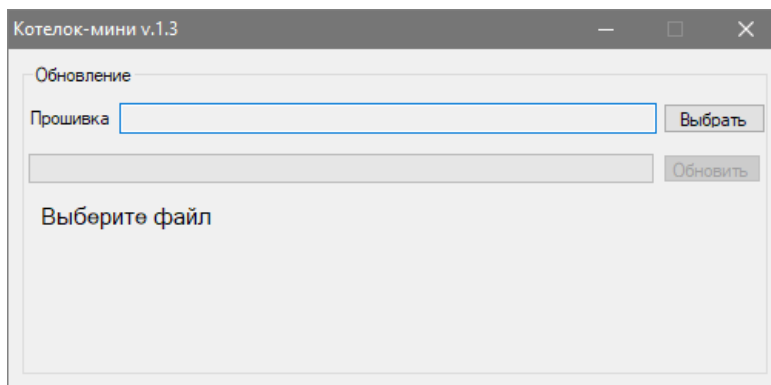 Котелок-мини v.1.3
Обновление
Прошивка Выбрать
Обновить
Выберите файл